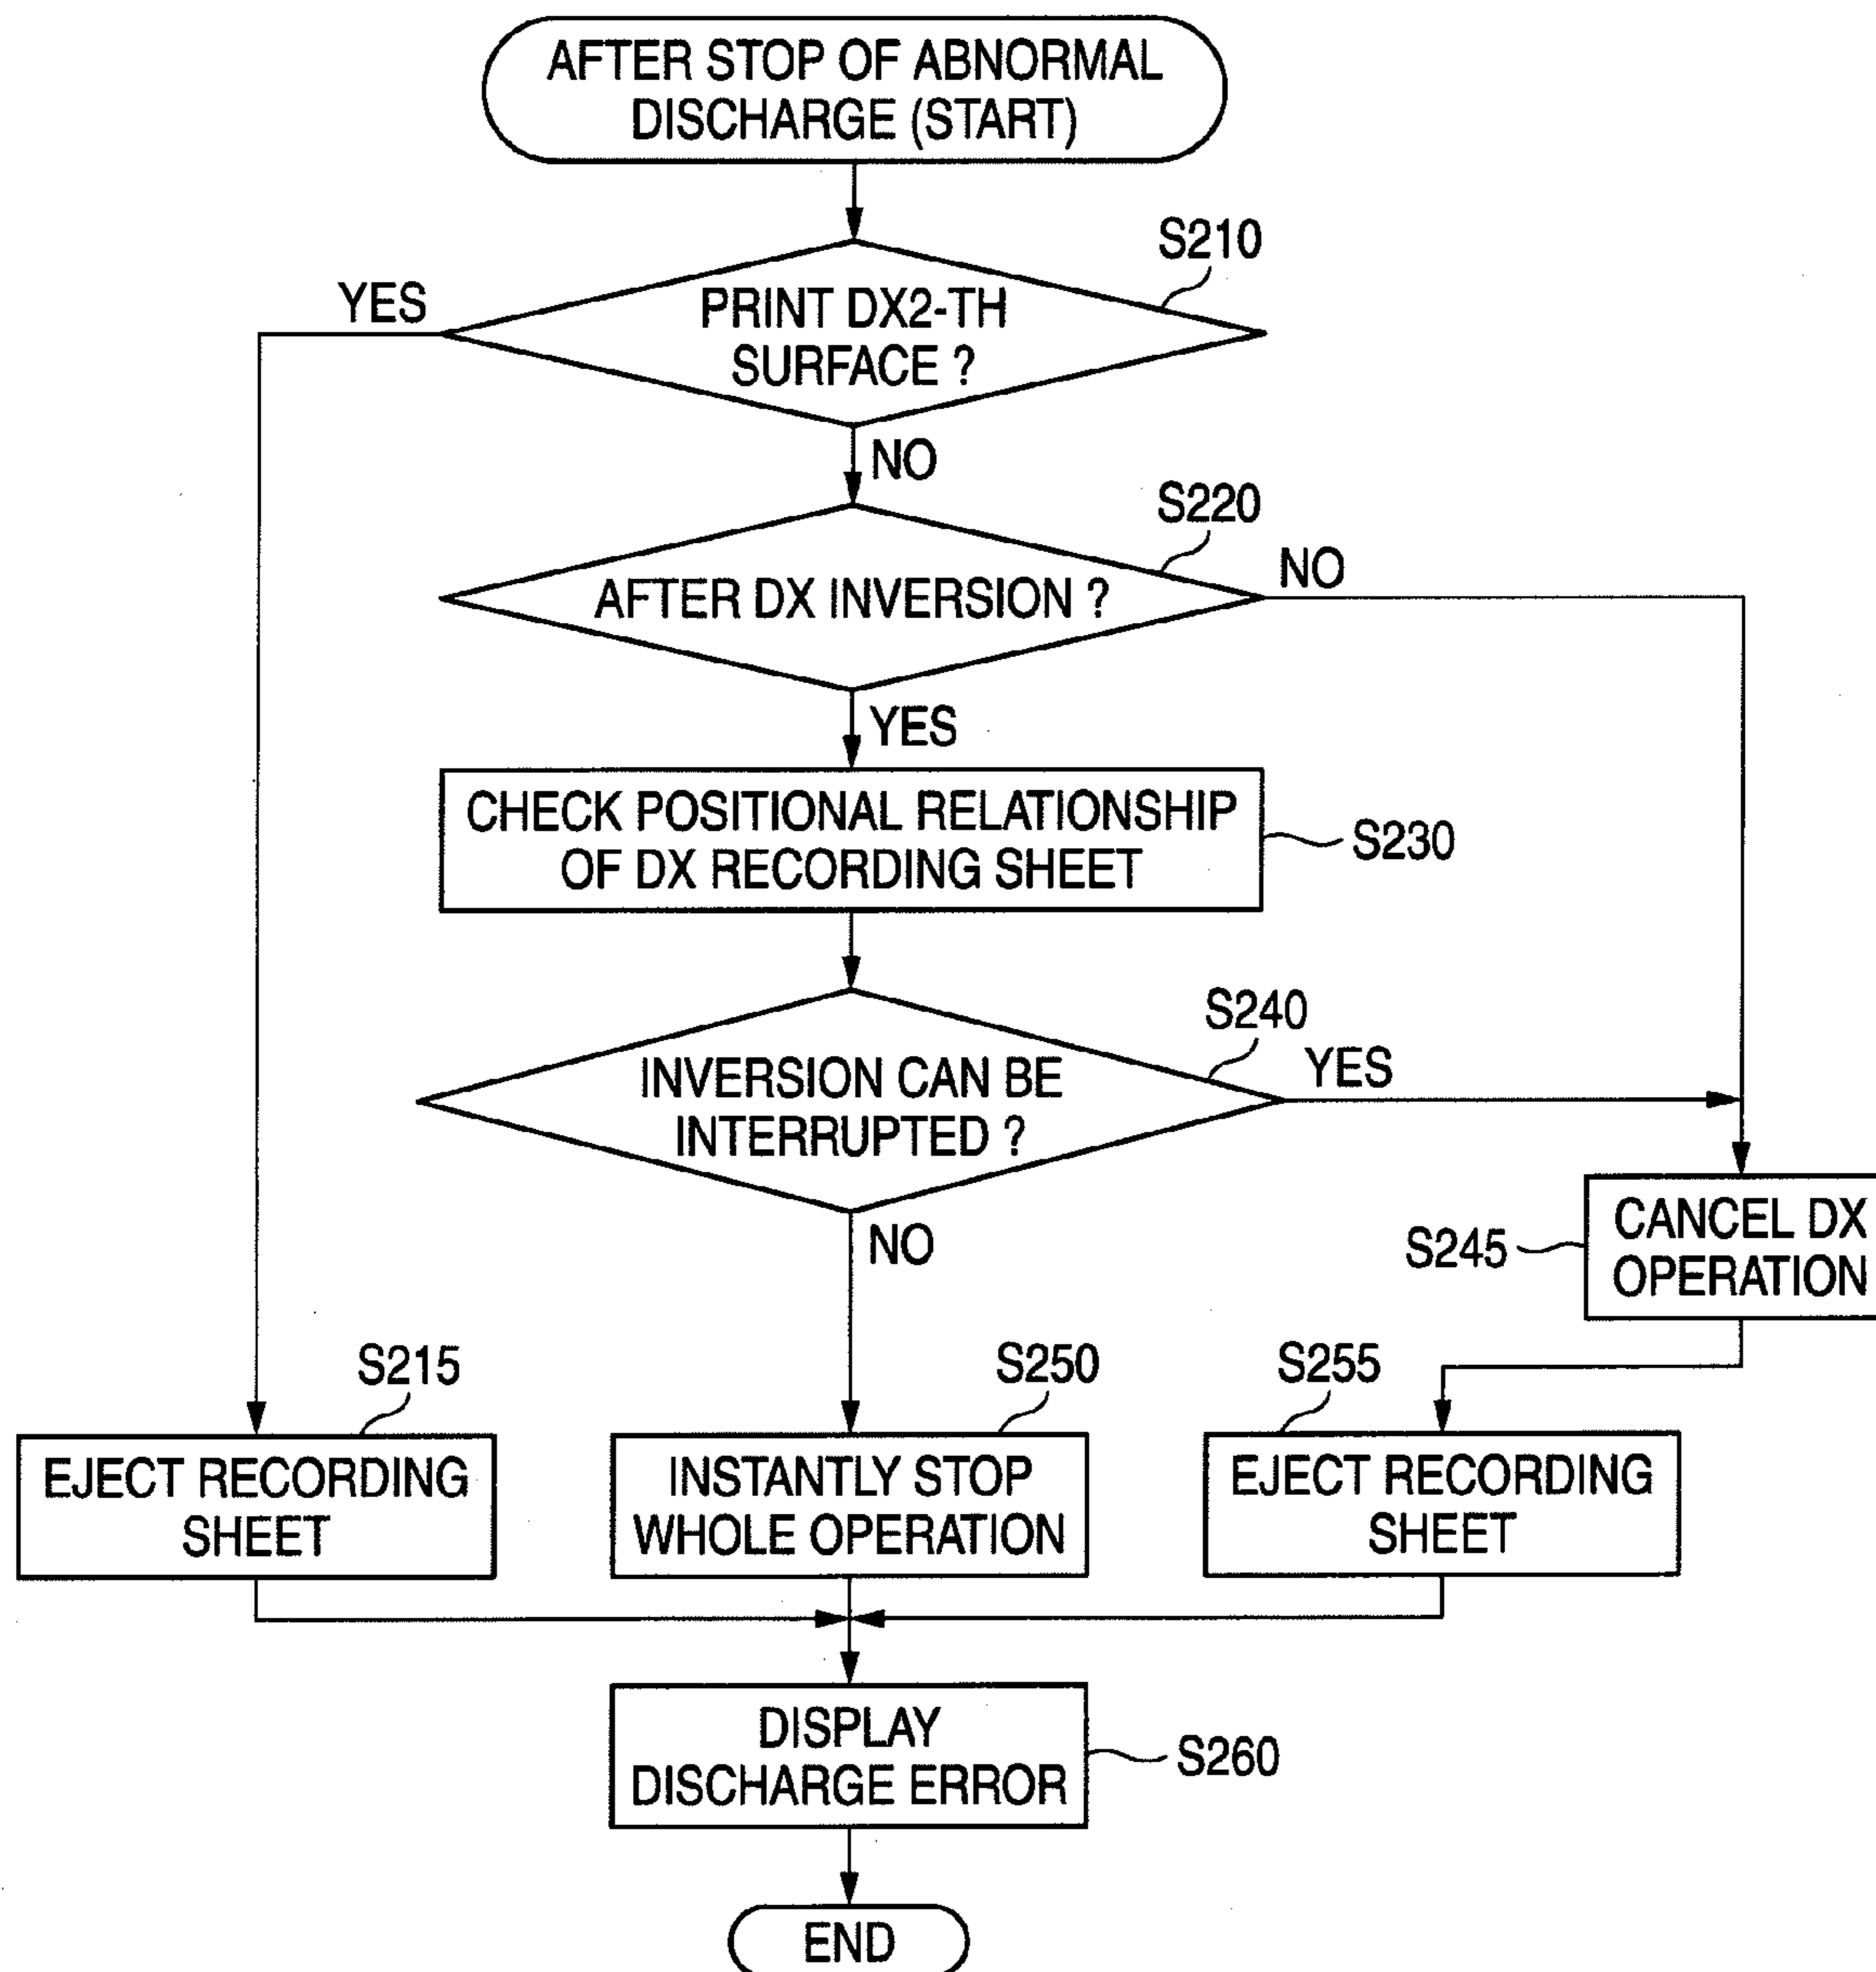 AFTER STOP OF ABNORMAL
DISCHARGE (START)
S210
YES
PRINT DX2-TH
SURFACE ?
NO
S220
NO
AFTER DX INVERSION ?
YES
CHECK POSITIONAL RELATIONSHIP
OF DX RECORDING SHEET
S230
S240
YES
INVERSION CAN BE
INTERRUPTED ?
NO
S245
CANCEL DX
OPERATION
S215
EJECT RECORDING
SHEET
S250
INSTANTLY STOP
WHOLE OPERATION
S255
EJECT RECORDING
SHEET
DISPLAY
DISCHARGE ERROR
S260
END